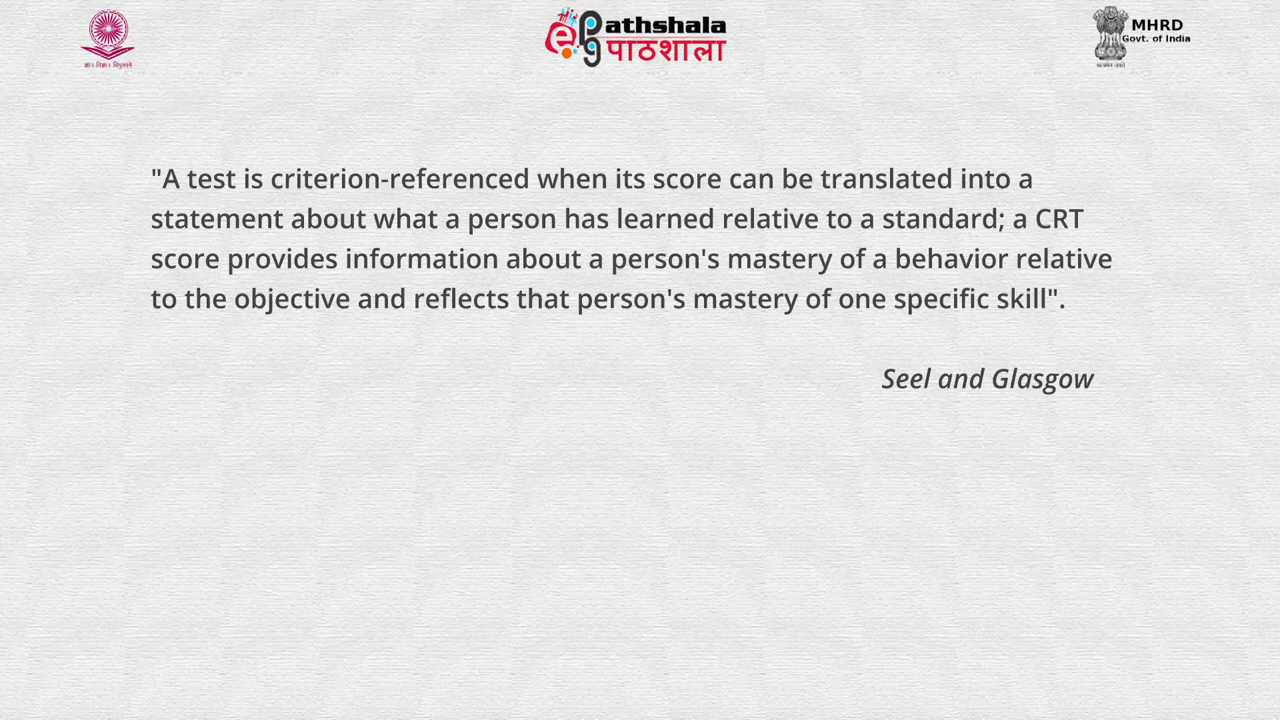 ePG
athshala
पाठशाला
MHRD
Govt. of India
"A test is criterion-referenced when its score can be translated into a
statement about what a person has learned relative to a standard; a CRT
score provides information about a person's mastery of a behavior relative
to the objective and reflects that person's mastery of one specific skill".
Seel and Glasgow